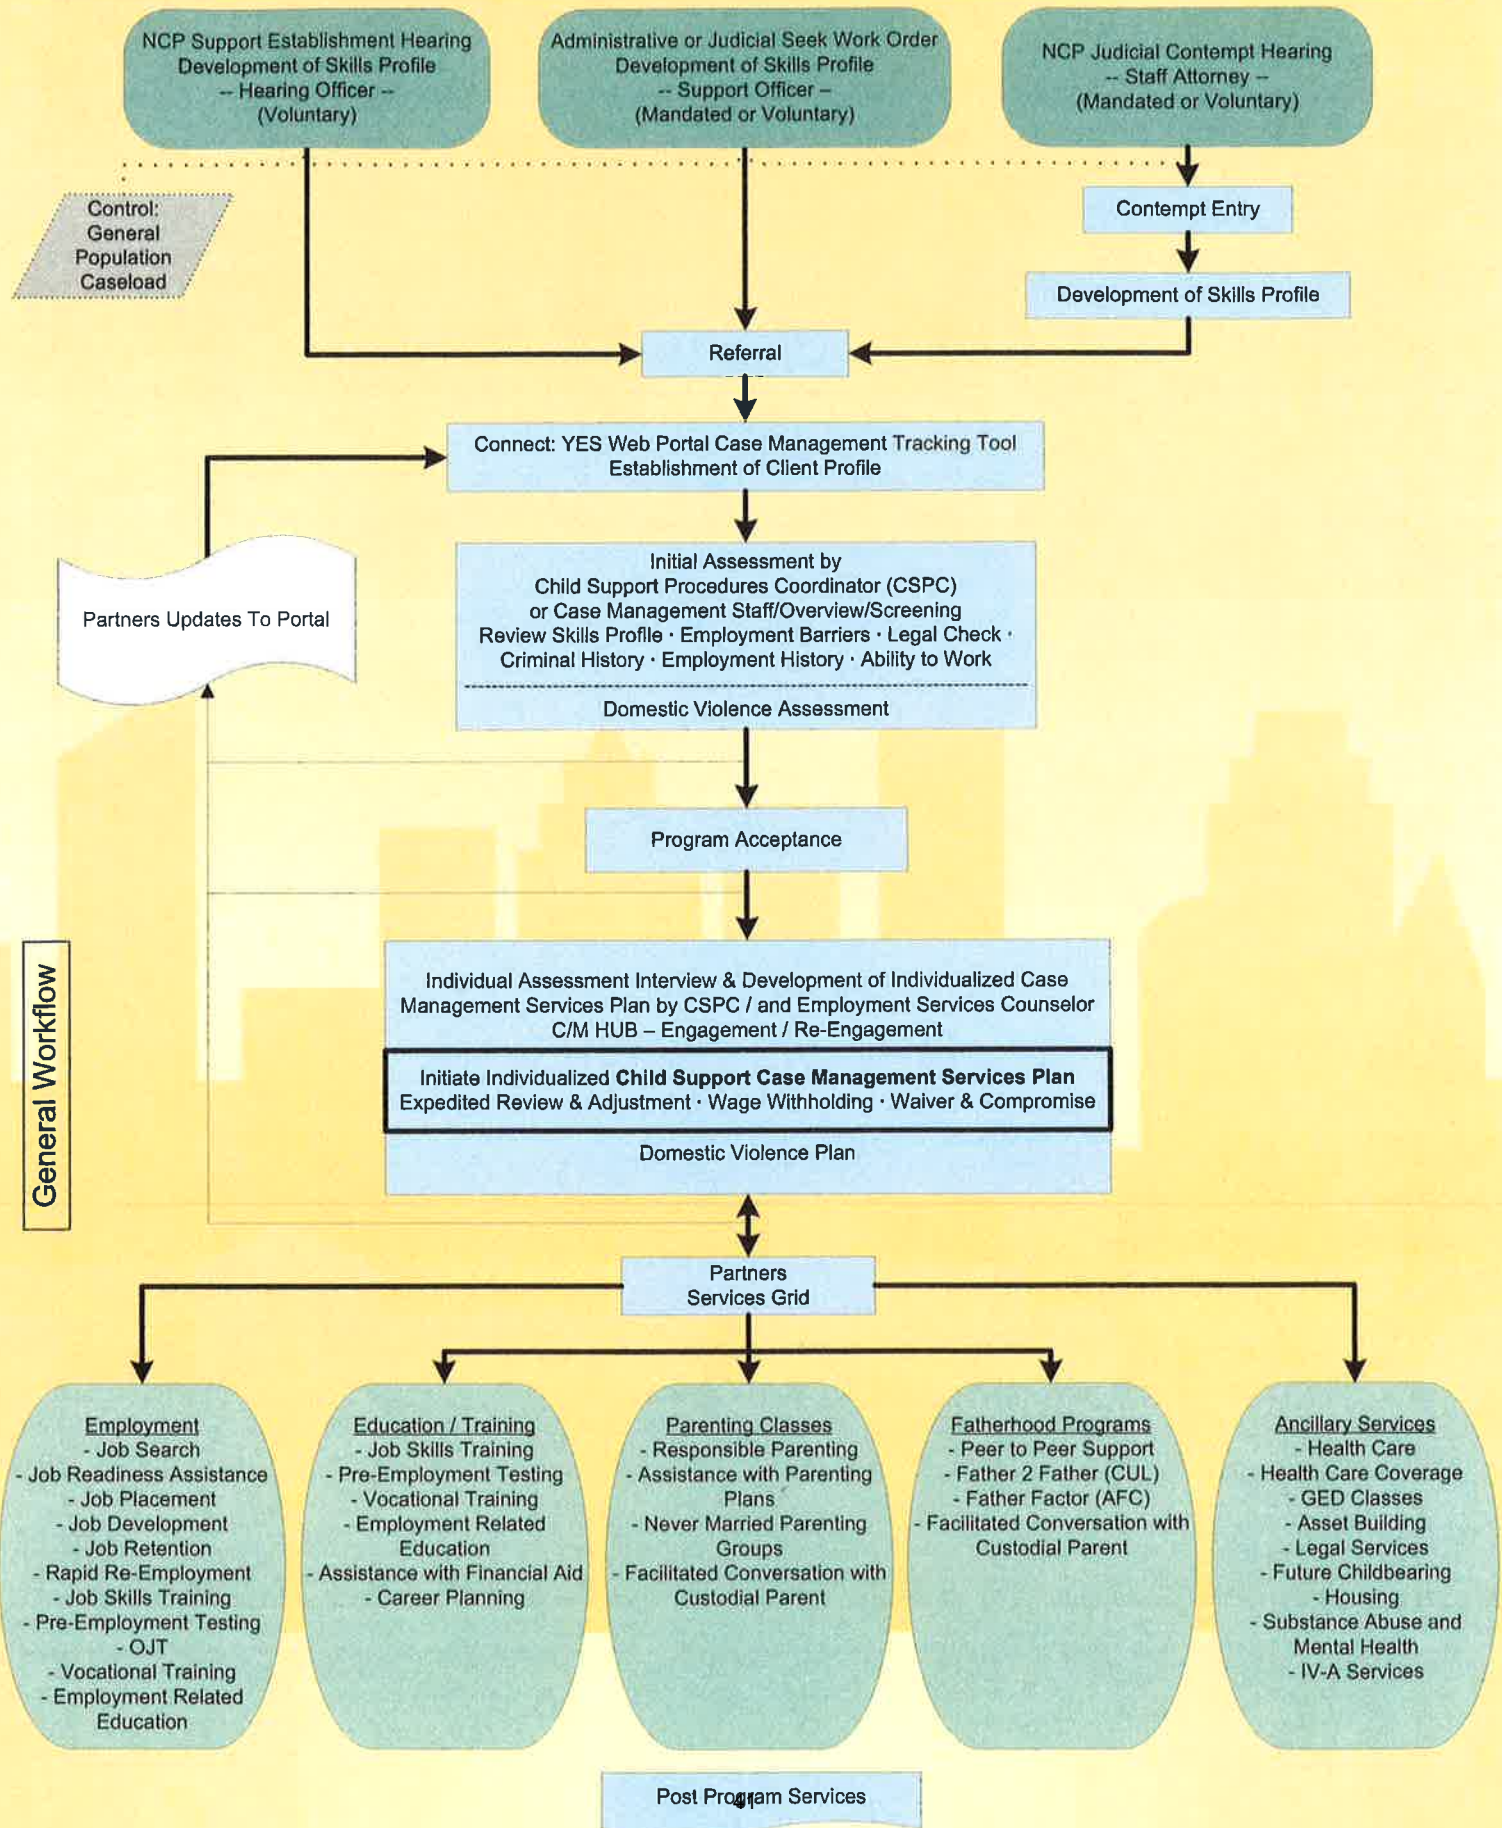 NCP Support Establishment Hearing
Development of Skills Profile
-- Hearing Officer --
(Voluntary)
Administrative or Judicial Seek Work Order
Development of Skills Profile
-- Support Officer –
(Mandated or Voluntary)
NCP Judicial Contempt Hearing
-- Staff Attorney –
(Mandated or Voluntary)
Control:
General
Population
Caseload
Contempt Entry
Development of Skills Profile
Referral
Connect: YES Web Portal Case Management Tracking Tool
Establishment of Client Profile
Partners Updates To Portal
Initial Assessment by
Child Support Procedures Coordinator (CSPC)
or Case Management Staff/Overview/Screening
Review Skills Profile · Employment Barriers · Legal Check ·
Criminal History · Employment History · Ability to Work
Domestic Violence Assessment
Program Acceptance
General Workflow
Individual Assessment Interview & Development of Individualized Case
Management Services Plan by CSPC / and Employment Services Counselor
C/M HUB – Engagement / Re-Engagement
Initiate Individualized Child Support Case Management Services Plan
Expedited Review & Adjustment · Wage Withholding · Waiver & Compromise
Domestic Violence Plan
Partners
Services Grid
Employment
- Job Search
- Job Readiness Assistance
- Job Placement
- Job Development
- Job Retention
- Rapid Re-Employment
- Job Skills Training
- Pre-Employment Testing
- OJT
- Vocational Training
- Employment Related
Education
Education / Training
- Job Skills Training
- Pre-Employment Testing
- Vocational Training
- Employment Related
Education
- Assistance with Financial Aid
- Career Planning
Parenting Classes
- Responsible Parenting
- Assistance with Parenting
Plans
- Never Married Parenting
Groups
- Facilitated Conversation with
Custodial Parent
Fatherhood Programs
- Peer to Peer Support
- Father 2 Father (CUL)
- Father Factor (AFC)
- Facilitated Conversation with
Custodial Parent
Ancillary Services
- Health Care
- Health Care Coverage
- GED Classes
- Asset Building
- Legal Services
- Future Childbearing
- Housing
- Substance Abuse and
Mental Health
- IV-A Services
Post Program Services
41